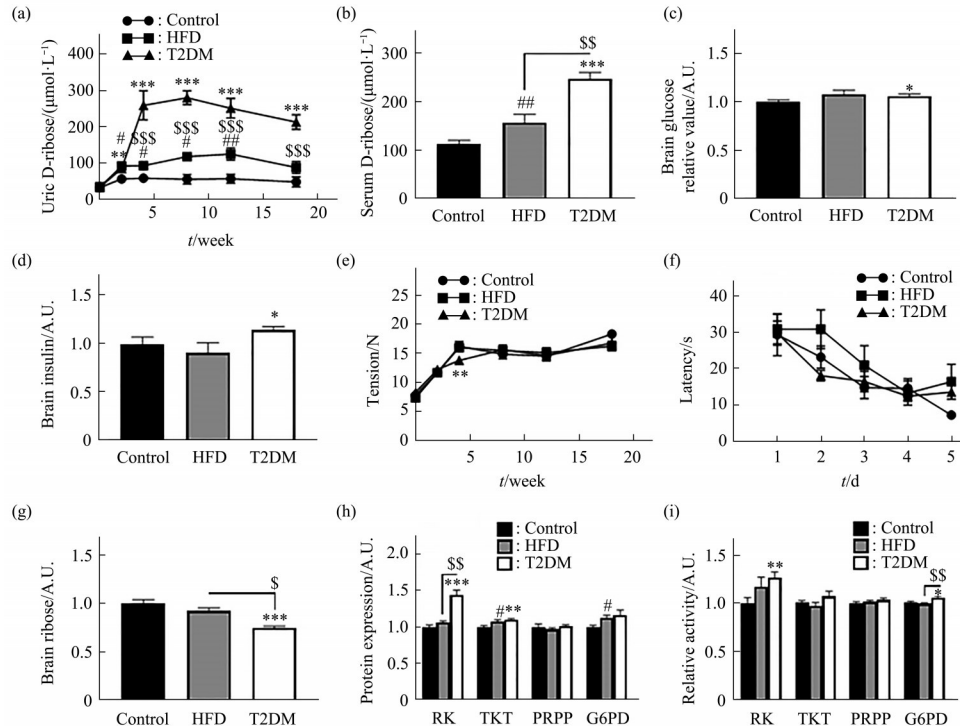 (a)
: Control
: HFD
: T2DM
Uric D-ribose/(μmol·L⁻¹)
400
300
200
100
0
***
***
***
***
#
**
$$$
#
$$$
#
$$$
##
$$$
5
10
15
20
t/week
(b)
Serum D-ribose/(μmol·L⁻¹)
300
200
100
0
##
$$
***
Control
HFD
T2DM
(c)
Brain glucose
relative value/A.U.
1.5
1.0
0.5
0
*
Control
HFD
T2DM
(d)
Brain insulin/A.U.
1.5
1.0
0.5
0
*
Control
HFD
T2DM
(e)
: Control
: HFD
: T2DM
Tension/N
25
20
15
10
5
0
**
5
10
15
20
t/week
(f)
: Control
: HFD
: T2DM
Latency/s
40
30
20
10
0
1
2
3
4
5
t/d
(g)
Brain ribose/A.U.
1.5
1.0
0.5
0
$
***
Control
HFD
T2DM
(h)
: Control
: HFD
: T2DM
Protein expression/A.U.
2.0
1.5
1.0
0.5
0
$$
***
#
**
#
RK
TKT
PRPP
G6PD
(i)
: Control
: HFD
: T2DM
Relative activity/A.U.
1.5
1.0
0.5
0
**
$$
*
RK
TKT
PRPP
G6PD